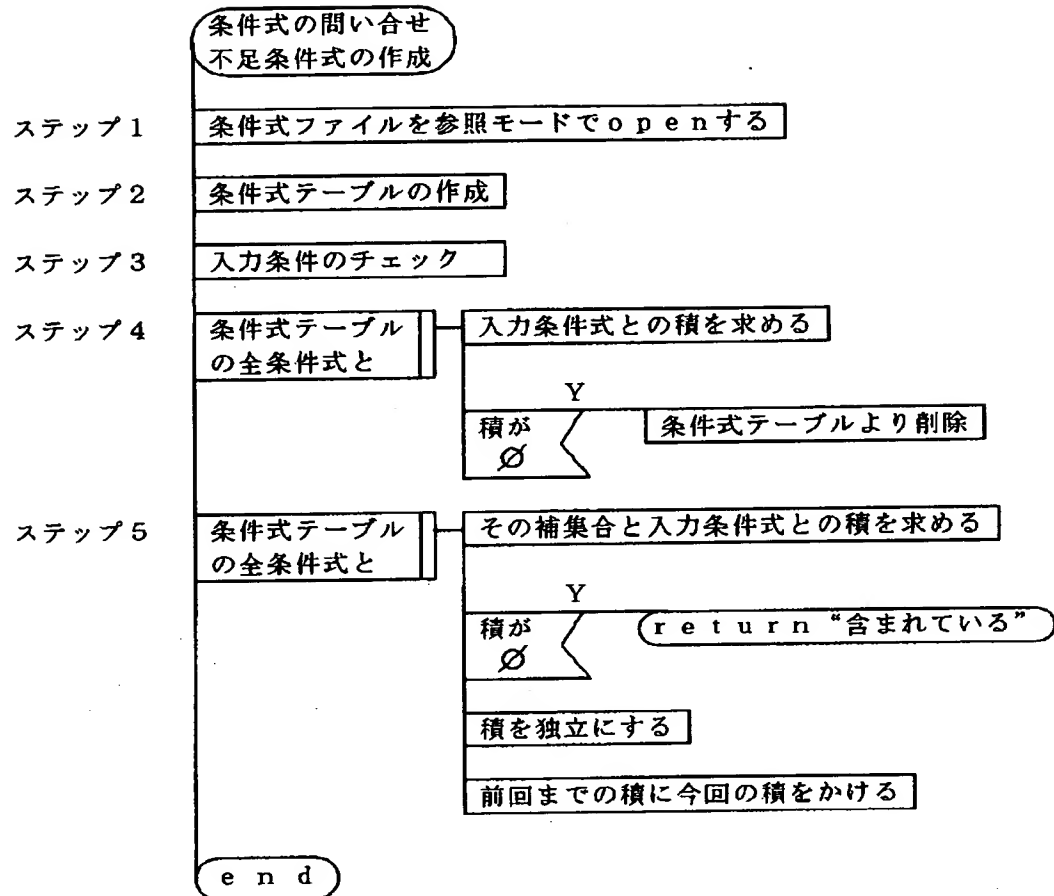 条件式の問い合せ
不足条件式の作成
ステップ1
条件式ファイルを参照モードでopenする
ステップ2
条件式テーブルの作成
ステップ3
入力条件のチェック
ステップ4
条件式テーブル
の全条件式と
入力条件式との積を求める
Y
積が
∅
条件式テーブルより削除
ステップ5
条件式テーブル
の全条件式と
その補集合と入力条件式との積を求める
Y
積が
∅
return“含まれている”
積を独立にする
前回までの積に今回の積をかける
end